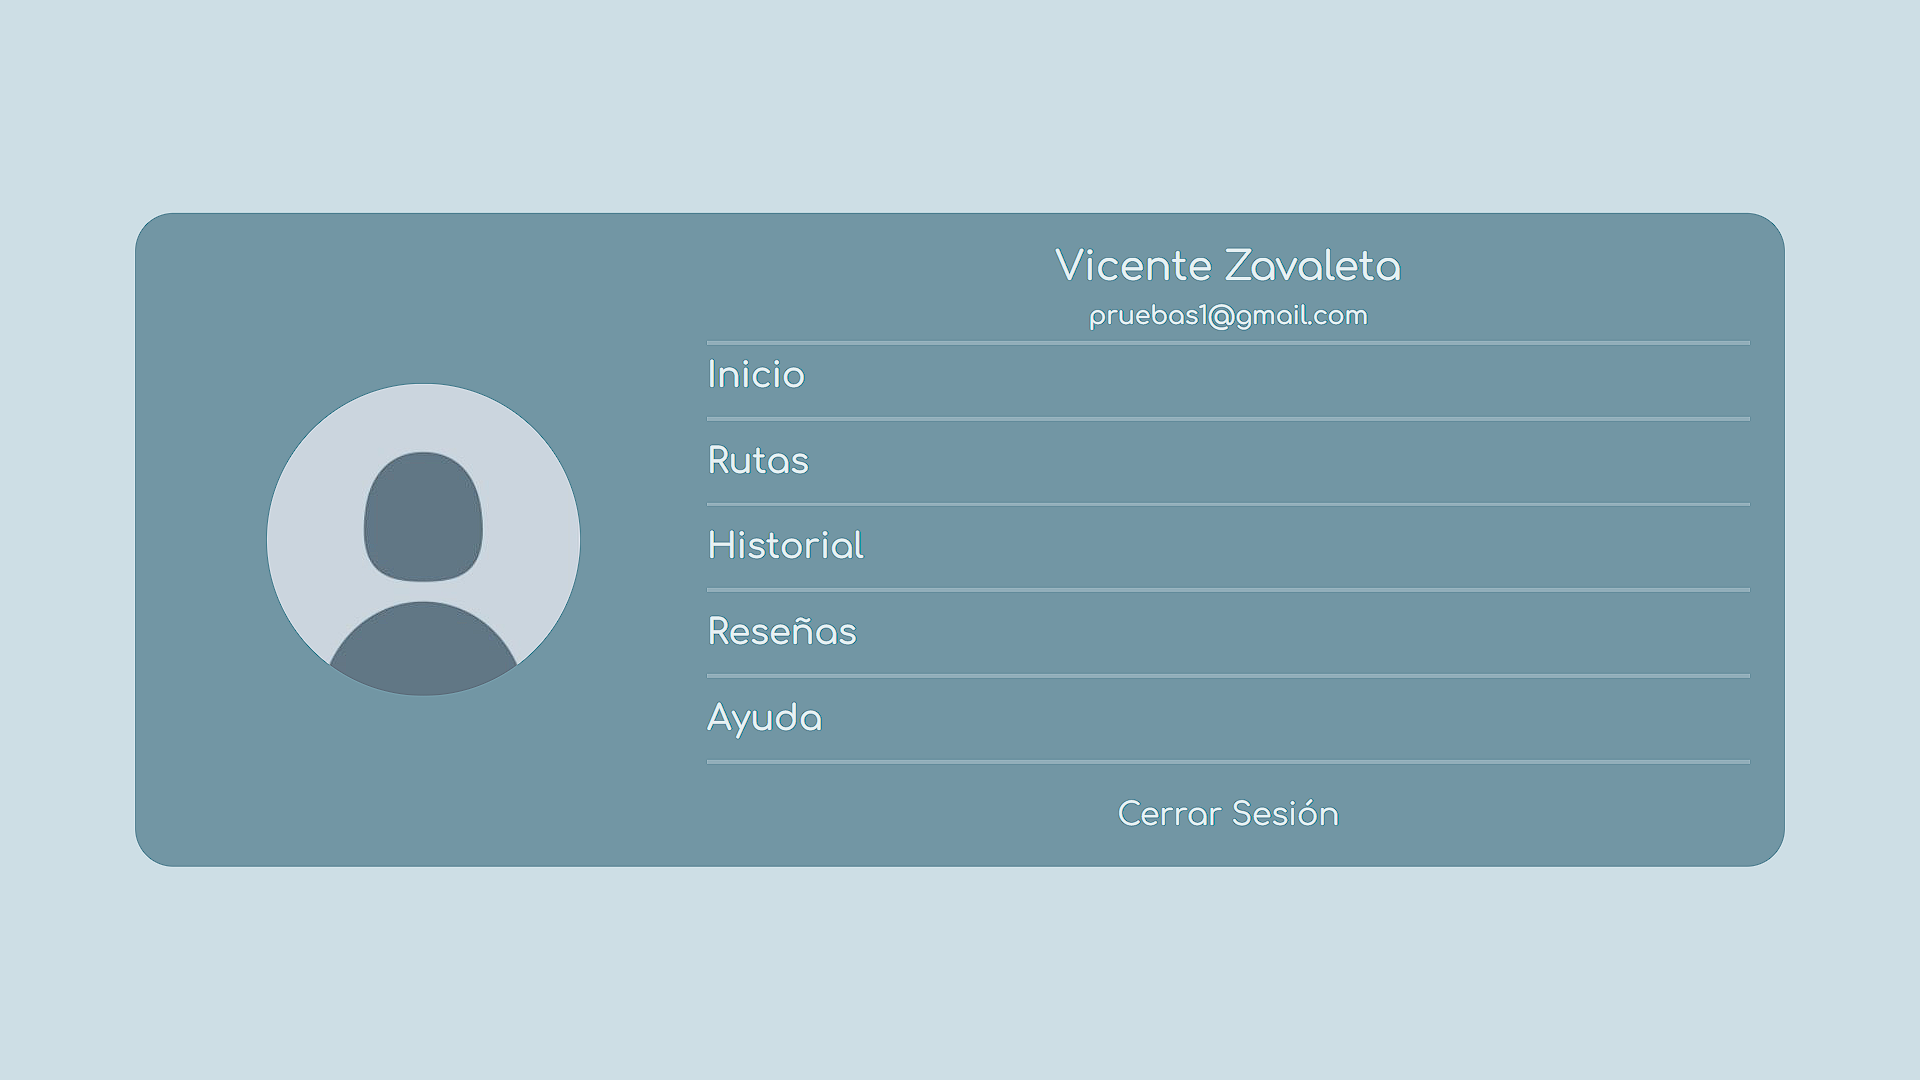 Vicente Zavaleta
pruebas1@gmail.com
Inicio
Rutas
Historial
Reseñas
Ayuda
Cerrar Sesión